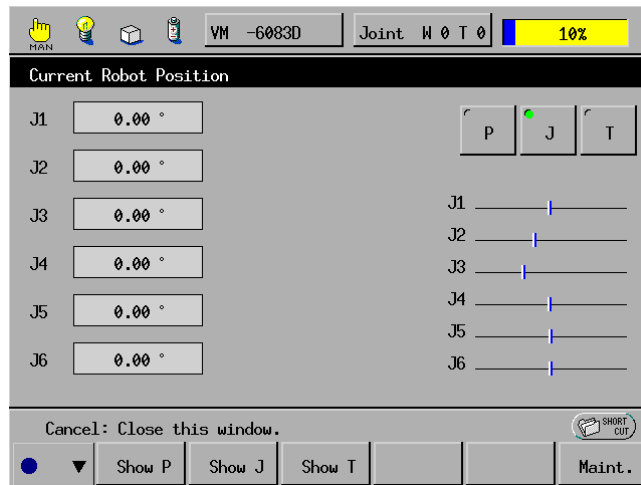 MAN
VM -6083D
Joint W 0 T 0
10%
Current Robot Position
J1 0.00 °
J2 0.00 °
J3 0.00 °
J4 0.00 °
J5 0.00 °
J6 0.00 °
P J T
J1
J2
J3
J4
J5
J6
Cancel: Close this window.
SHORT
CUT
Show P Show J Show T Maint.